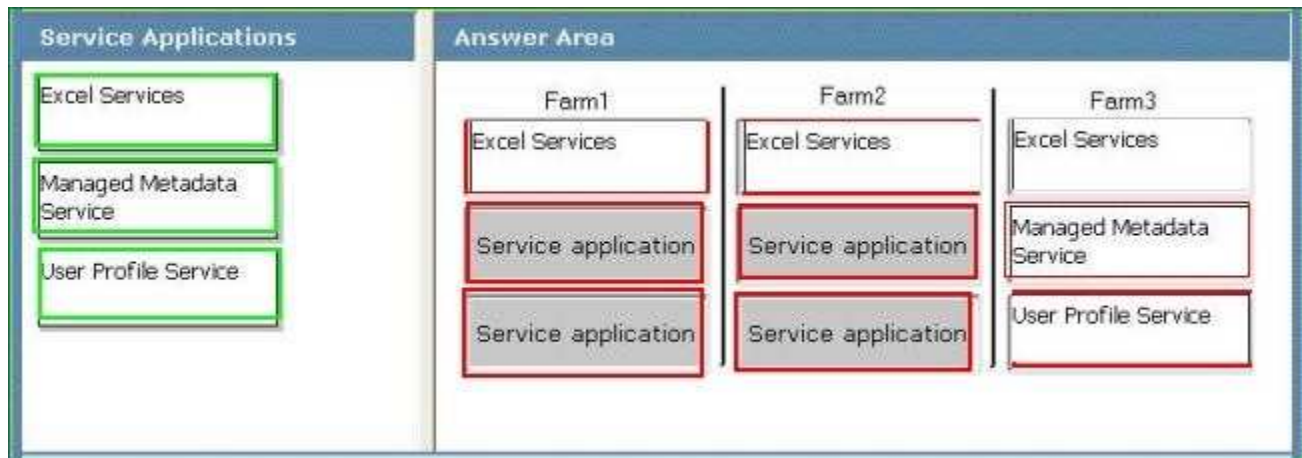 Service Applications
Excel Services
Managed Metadata
Service
User Profile Service
Answer Area
Farm1
Excel Services
Service application
Service application
Farm2
Excel Services
Service application
Service application
Farm3
Excel Services
Managed Metadata
Service
User Profile Service